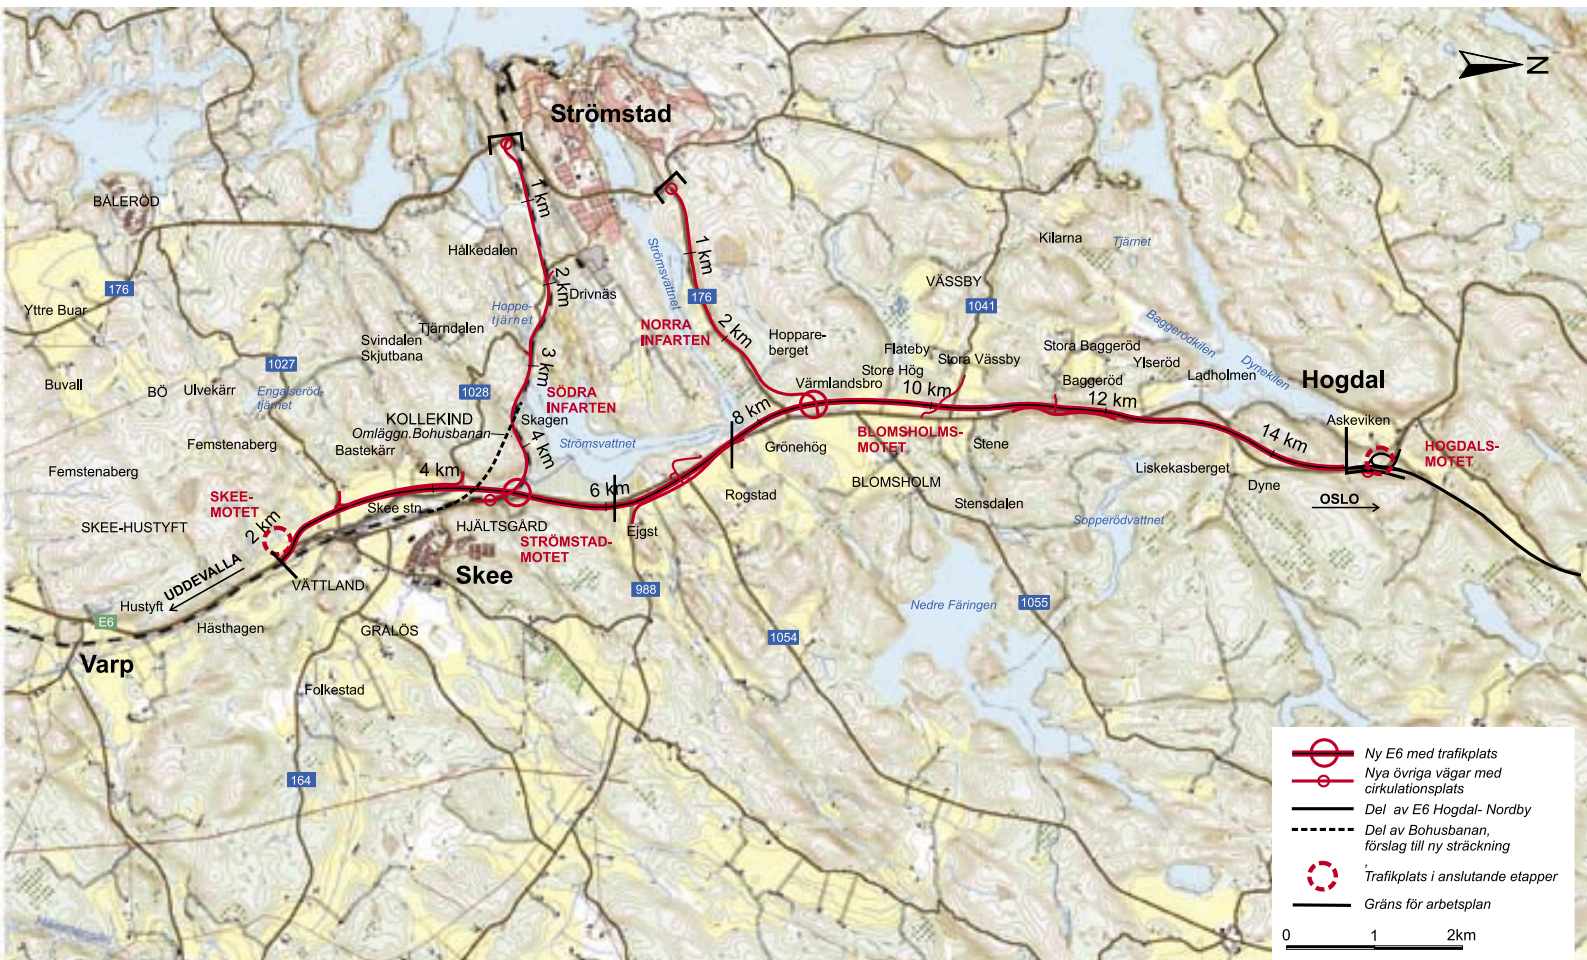 N
Strömstad
BÅLERÖD
1 km
Hålkedalen
Kilarna
Tjärnet
Strömsvattnet
1 km
176
2 km
Drivnäs
VÄSSBY
176
1041
Yttre Buar
Hoppe-
tjärnet
NORRA
INFARTEN
2 km
Hoppare-
berget
Baggerödkilen
Tjärndalen
Svindalen
Skjutbana
Flateby
Stora Vässby
Stora Baggeröd
Ylseröd
Dynekilen
1027
3 km
Store Hög
Ladholmen
Hogdal
Buvall
BÖ
Ulvekärr
Engalseröd-
tjärnet
1028
SÖDRA
INFARTEN
Värmlandsbro
10 km
Baggeröd
12 km
KOLLEKIND
Skagen
8 km
Askeviken
Omläggn.Bohusbanan
Femstenaberg
Bastekärr
4 km
Strömsvattnet
Grönehög
BLOMSHOLMS-
MOTET
Stene
14 km
HOGDALS-
MOTET
Femstenaberg
4 km
Liskekasberget
BLOMSHOLM
Dyne
SKEE-
MOTET
Skee stn
6 km
Rogstad
Stensdalen
OSLO
SKEE-HUSTYFT
2 km
HJÄLTSGÅRD
Ejgst
Sopperödvattnet
STRÖMSTAD-
MOTET
UDDEVALLA
VÄTTLAND
Skee
988
Hustyft
E6
Hästhagen
GRÅLÖS
Nedre Färingen
1055
1054
Varp
Folkestad
164
Ny E6 med trafikplats
Nya övriga vägar med
cirkulationsplats
Del av E6 Hogdal- Nordby
Del av Bohusbanan,
förslag till ny sträckning
,
Trafikplats i anslutande etapper
Gräns för arbetsplan
0 1 2km